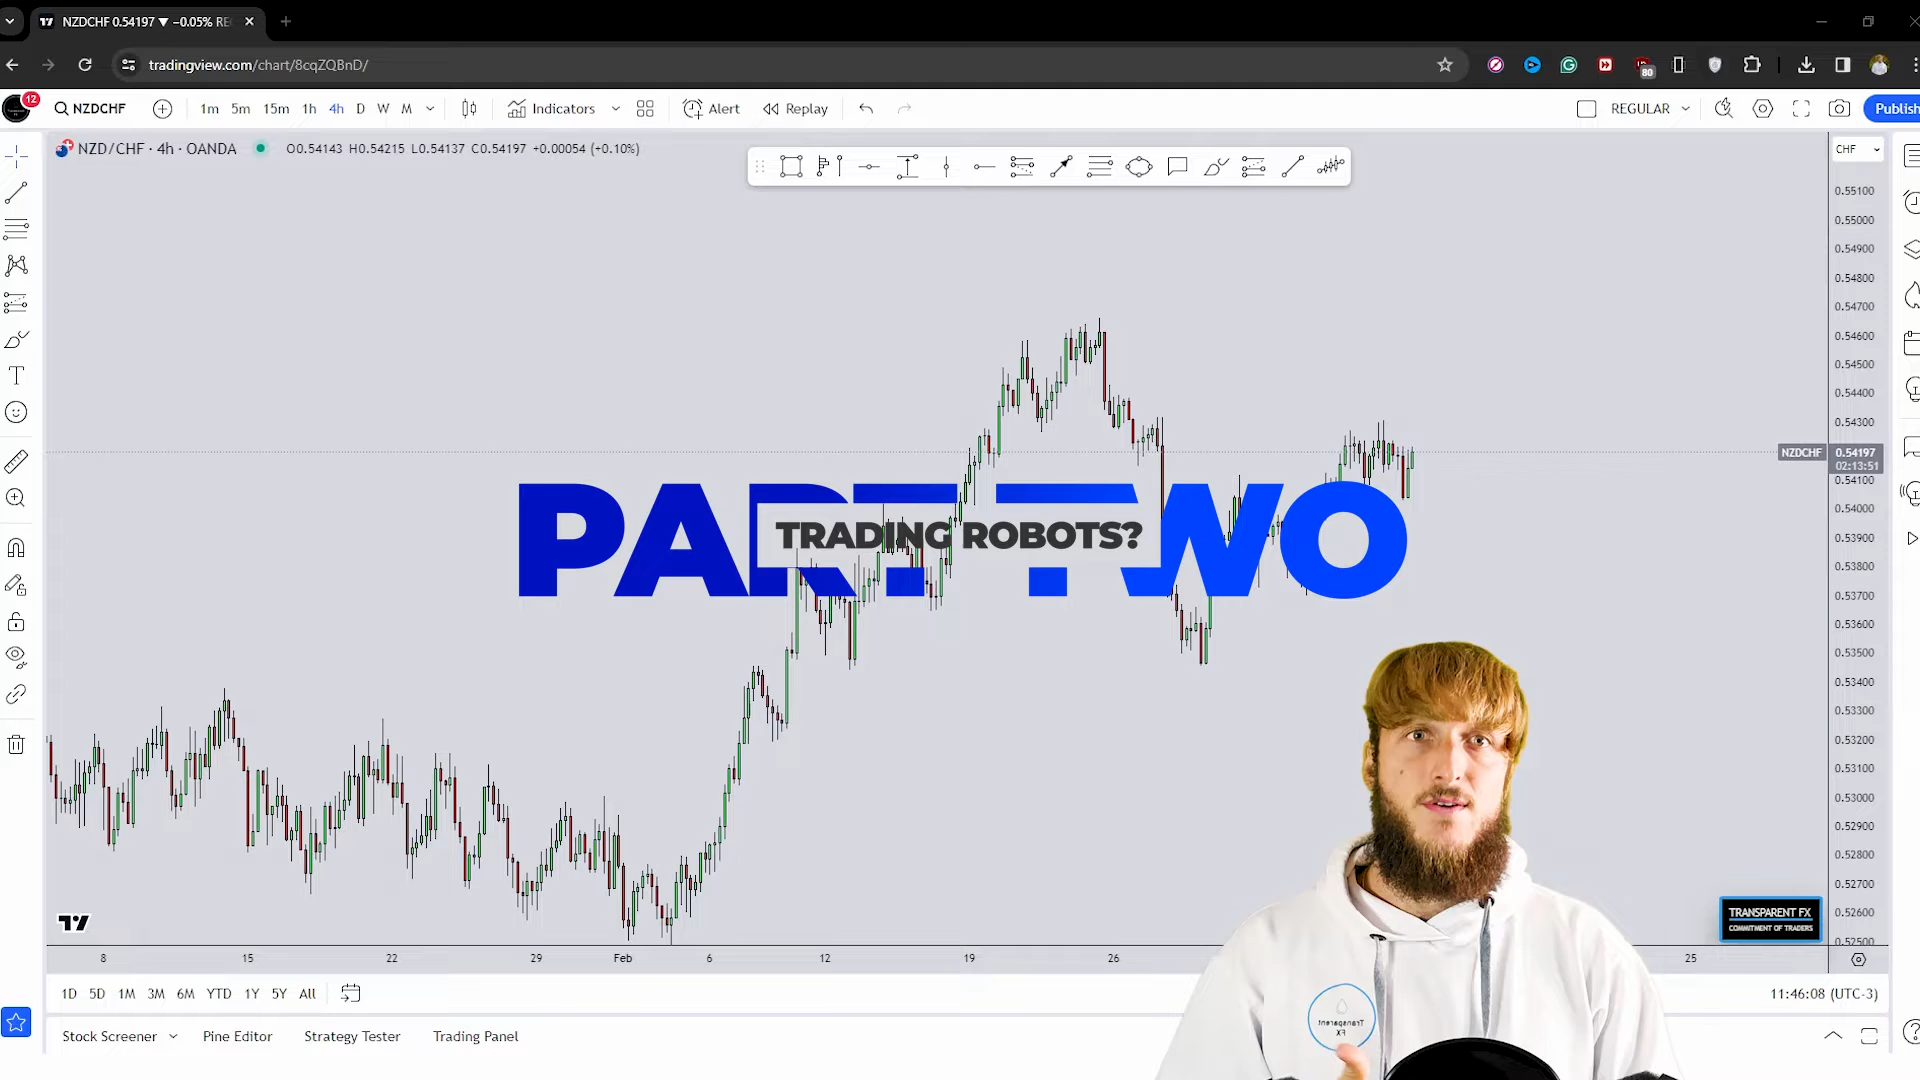 NZDCHF 0.54197 ▼ −0.05% RE
tradingview.com/chart/8cqZQBnD/
80
12
NZDCHF
1m 5m 15m 1h 4h D W M
Indicators
Alert
Replay
REGULAR
Publish
NZD/CHF · 4h · OANDA
O0.54143 H0.54215 L0.54137 C0.54197 +0.00054 (+0.10%)
CHF
0.55100
0.55000
0.54900
0.54800
0.54700
0.54600
0.54500
0.54400
0.54300
NZDCHF 0.54197
02:13:51
0.54100
0.54000
0.53900
0.53800
0.53700
0.53600
0.53500
0.53400
0.53300
0.53200
0.53100
0.53000
0.52900
0.52800
0.52700
0.52600
0.52500
PART TWO
TRADING ROBOTS?
TRANSPARENT FX
COMMITMENT OF TRADERS
Transparent
FX
8 15 22 29 Feb 6 12 19 26 25
1D 5D 1M 3M 6M YTD 1Y 5Y All
11:46:08 (UTC-3)
Stock Screener Pine Editor Strategy Tester Trading Panel